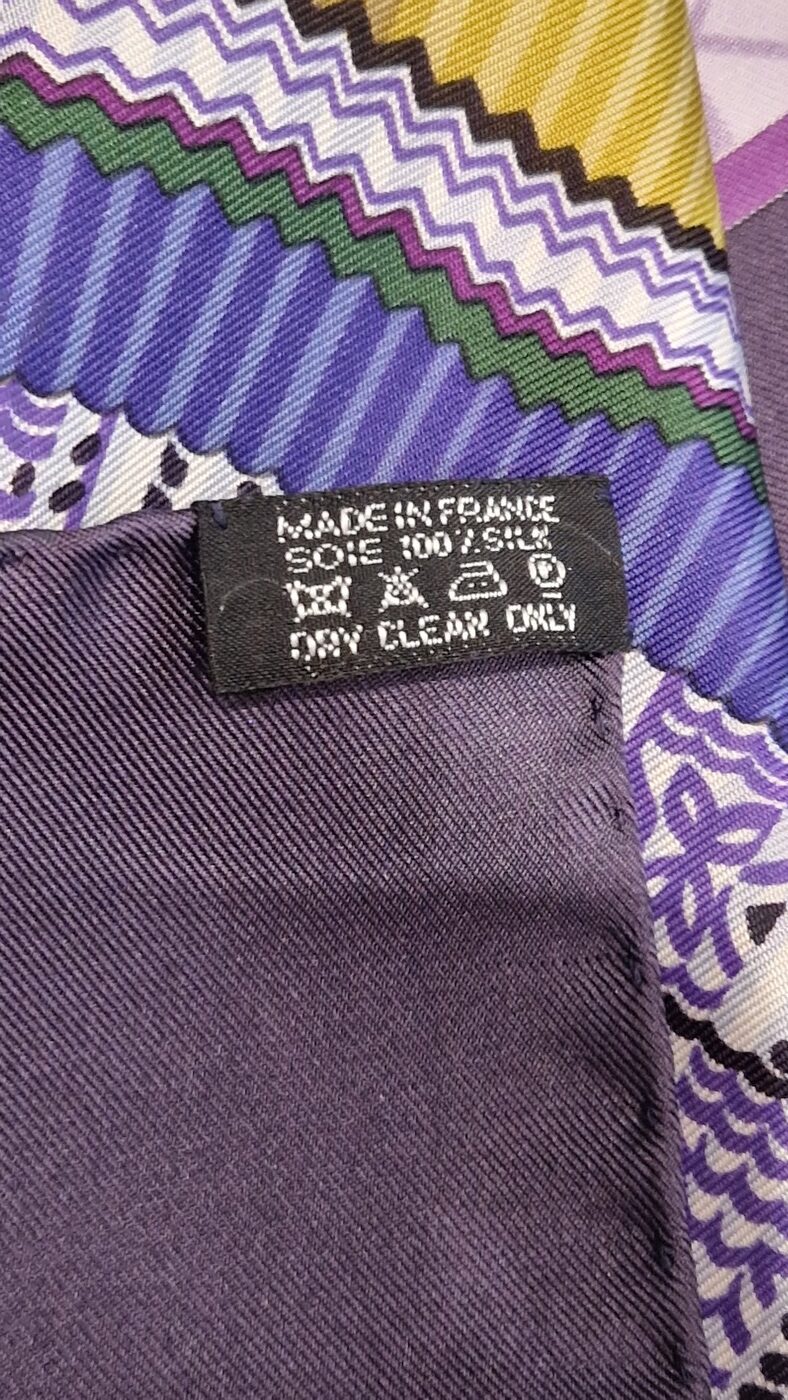 MADE IN FRANCE
SOIE 100% SILK
P
DRY CLEAN ONLY